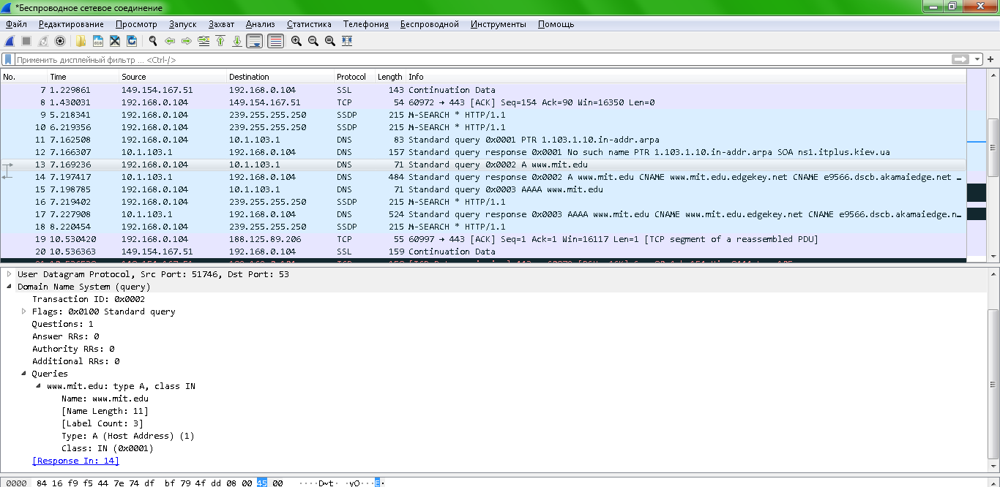 *Беспроводное сетевое соединение
Файл Редактирование Просмотр Запуск Захват Анализ Статистика Телефония Беспроводной Инструменты Помощь
Применить дисплейный фильтр ... <Ctrl-/>
No. Time Source Destination Protocol Length Info
7 1.229861 149.154.167.51 192.168.0.104 SSL 143 Continuation Data
8 1.430031 192.168.0.104 149.154.167.51 TCP 54 60972 → 443 [ACK] Seq=154 Ack=90 Win=16350 Len=0
9 5.218341 192.168.0.104 239.255.255.250 SSDP 215 M-SEARCH * HTTP/1.1
10 6.219356 192.168.0.104 239.255.255.250 SSDP 215 M-SEARCH * HTTP/1.1
11 7.162508 192.168.0.104 10.1.103.1 DNS 83 Standard query 0x0001 PTR 1.103.1.10.in-addr.arpa
12 7.166307 10.1.103.1 192.168.0.104 DNS 157 Standard query response 0x0001 No such name PTR 1.103.1.10.in-addr.arpa SOA ns1.itplus.kiev.ua
13 7.169236 192.168.0.104 10.1.103.1 DNS 71 Standard query 0x0002 A www.mit.edu
14 7.197417 10.1.103.1 192.168.0.104 DNS 484 Standard query response 0x0002 A www.mit.edu CNAME www.mit.edu.edgekey.net CNAME e9566.dscb.akamaiedge.net …
15 7.198785 192.168.0.104 10.1.103.1 DNS 71 Standard query 0x0003 AAAA www.mit.edu
16 7.219402 192.168.0.104 239.255.255.250 SSDP 215 M-SEARCH * HTTP/1.1
17 7.227908 10.1.103.1 192.168.0.104 DNS 524 Standard query response 0x0003 AAAA www.mit.edu CNAME www.mit.edu.edgekey.net CNAME e9566.dscb.akamaiedge.n…
18 8.220454 192.168.0.104 239.255.255.250 SSDP 215 M-SEARCH * HTTP/1.1
19 10.530420 192.168.0.104 188.125.89.206 TCP 55 60997 → 443 [ACK] Seq=1 Ack=1 Win=16117 Len=1 [TCP segment of a reassembled PDU]
20 10.536363 149.154.167.51 192.168.0.104 SSL 159 Continuation Data
User Datagram Protocol, Src Port: 51746, Dst Port: 53
Domain Name System (query)
Transaction ID: 0x0002
Flags: 0x0100 Standard query
Questions: 1
Answer RRs: 0
Authority RRs: 0
Additional RRs: 0
Queries
www.mit.edu: type A, class IN
Name: www.mit.edu
[Name Length: 11]
[Label Count: 3]
Type: A (Host Address) (1)
Class: IN (0x0001)
[Response In: 14]
0000 84 16 f9 f5 44 7e 74 df bf 79 4f dd 08 00 45 00 ····D~t· ·yO···E·